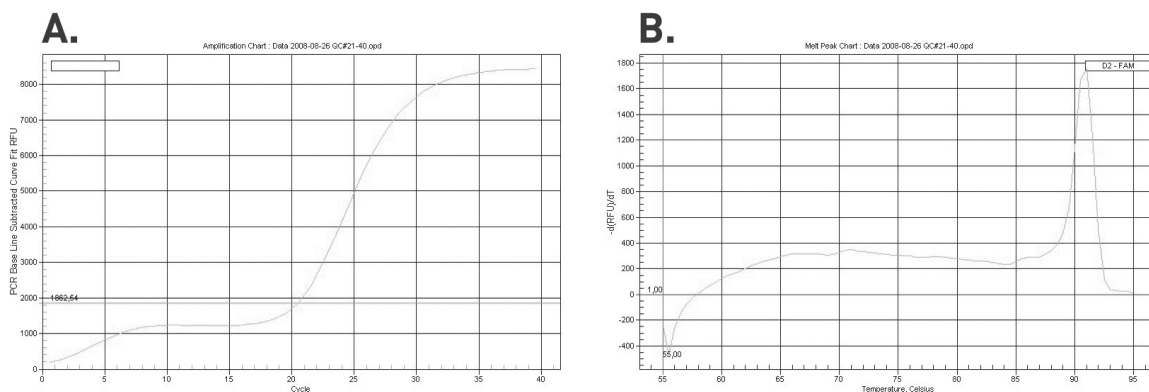 A.
Amplification Chart : Data 2008-08-26 QC#21-40.opd
PCR Base Line Subtracted Curve Fit RFU
8000
7000
6000
5000
4000
3000
2000
1862,54
1000
0
0 5 10 15 20 25 30 35 40
Cycle
B.
Melt Peak Chart : Data 2008-08-26 QC#21-40.opd
D2 - FAM
-d(RFU)/dT
1800
1600
1400
1200
1000
800
600
400
200
1,00
0
-200
-400
55,00
55 60 65 70 75 80 85 90 95
Temperature, Celsius